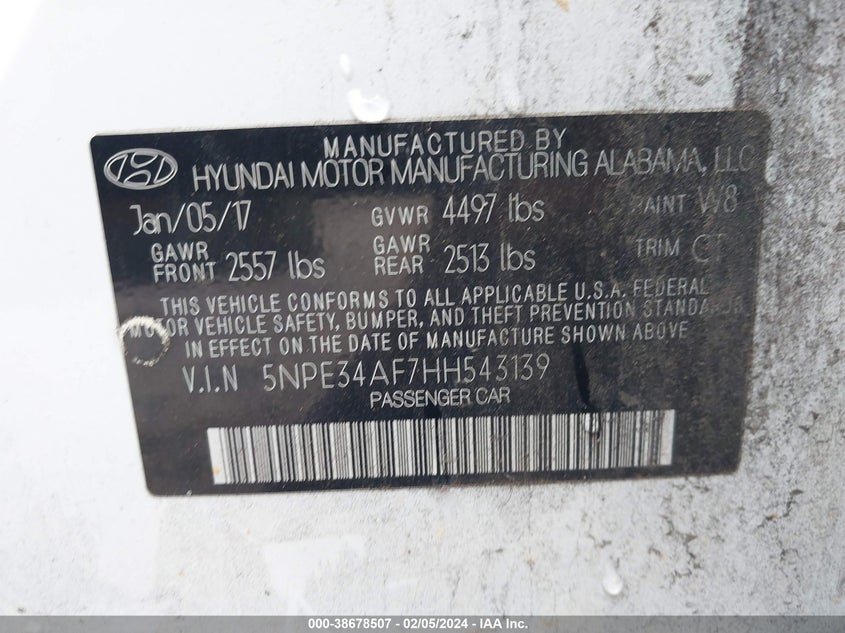 MANUFACTURED BY
HYUNDAI MOTOR MANUFACTURING ALABAMA, LLC
Jan/05/17 GVWR 4497 lbs PAINT W8
GAWR FRONT 2557 lbs GAWR REAR 2513 lbs TRIM CT
THIS VEHICLE CONFORMS TO ALL APPLICABLE U.S.A. FEDERAL
MOTOR VEHICLE SAFETY, BUMPER, AND THEFT PREVENTION STANDA
IN EFFECT ON THE DATE OF MANUFACTURE SHOWN ABOVE
V.I.N 5NPE34AF7HH543139
PASSENGER CAR
000-38678507 - 02/05/2024 - IAA, Inc.